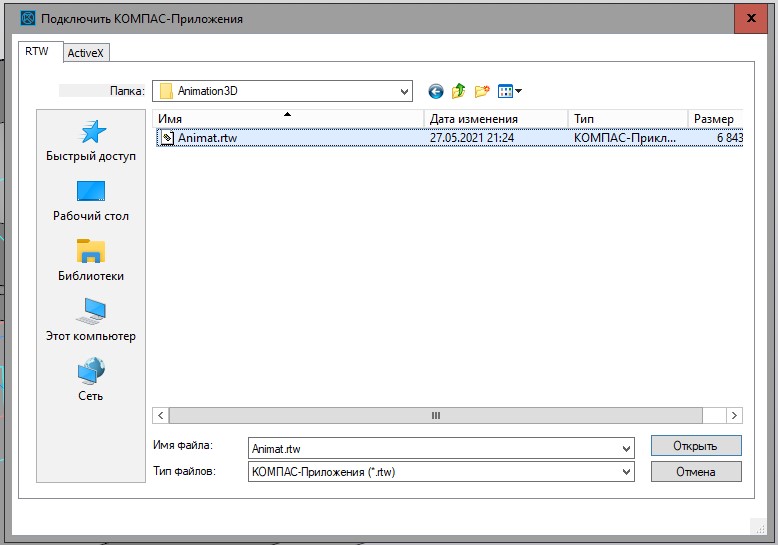 Подключить КОМПАС-Приложения
RTW ActiveX
Папка: Animation3D
Имя Дата изменения Тип Размер
Animat.rtw 27.05.2021 21:24 КОМПАС-Прикл... 6 843
Быстрый доступ
Рабочий стол
Библиотеки
Этот компьютер
Сеть
Имя файла: Animat.rtw Открыть
Тип файлов: КОМПАС-Приложения (*.rtw) Отмена